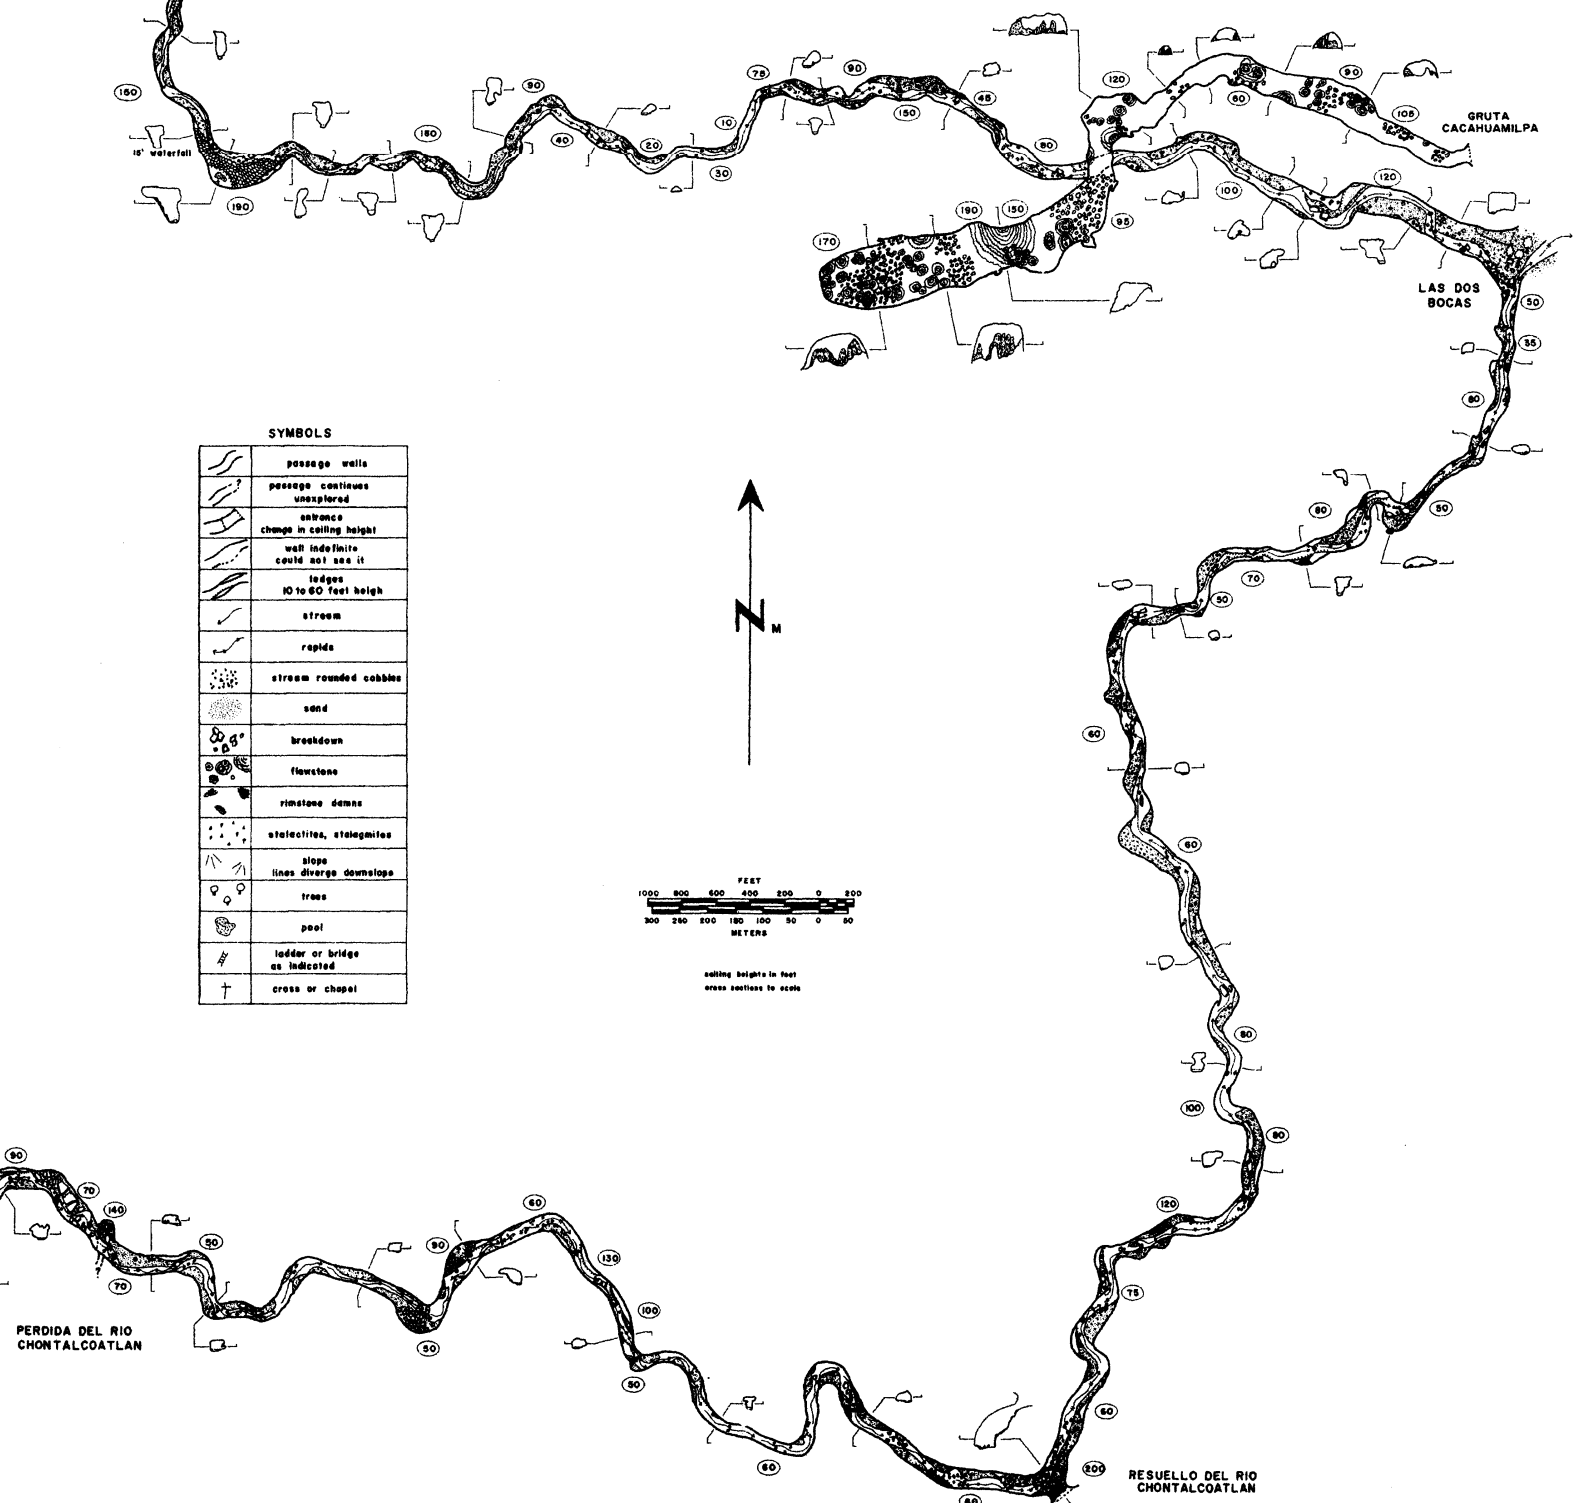 150
15' waterfall
190
180
90
40
20
30
10
75
90
150
45
80
120
60
90
105
GRUTA
CACAHUAMILPA
100
120
95
150
190
170
LAS DOS
BOCAS
50
35
80
50
80
70
50
60
60
80
100
80
120
75
60
200
RESUELLO DEL RIO
CHONTALCOATLAN
60
60
50
100
130
60
90
50
50
70
140
70
90
PERDIDA DEL RIO
CHONTALCOATLAN
SYMBOLS
passage walls
passage continues
unexplored
entrance
change in ceiling height
wall indefinite
could not see it
ledges
10 to 60 feet heigh
stream
rapids
stream rounded cobbles
sand
breakdown
flowstone
rimstone damns
stalactites, stalagmites
slope
lines diverge downslope
trees
pool
ladder or bridge
as indicated
cross or chapel
N M
FEET
1000 800 600 400 200 0 200
300 250 200 150 100 50 0 50
METERS
ceiling heights in feet
cross sections to scale